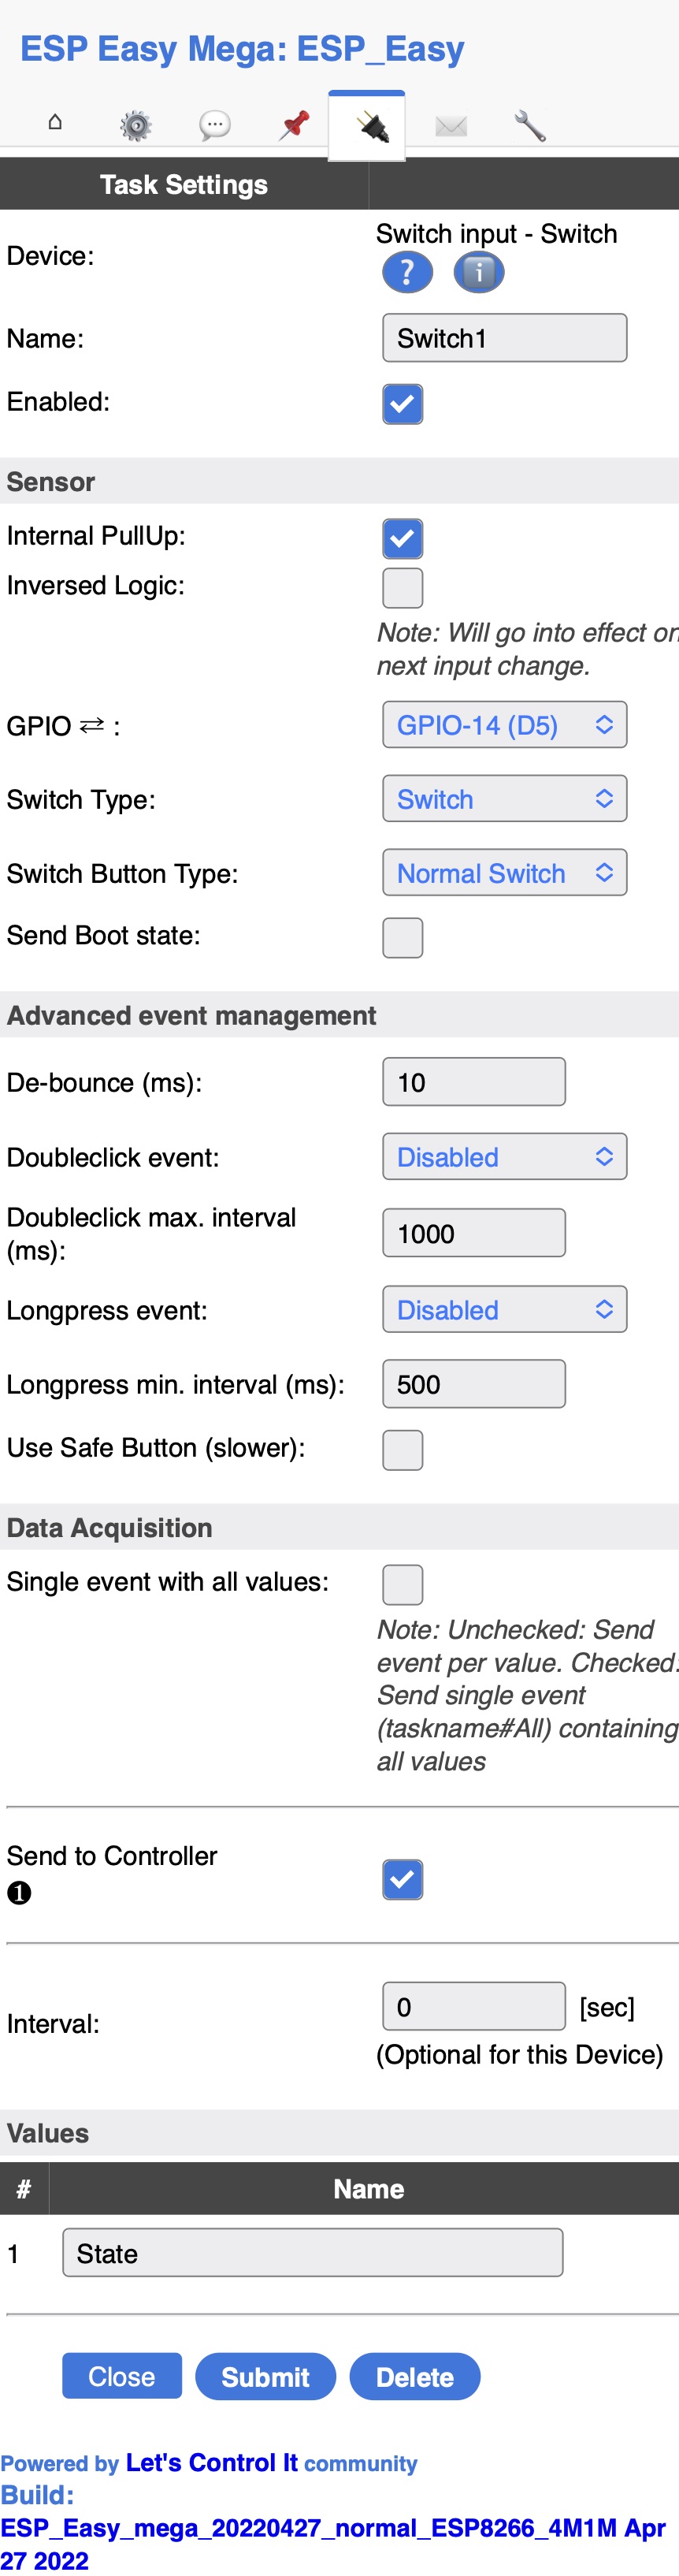 ESP Easy Mega: ESP_Easy
Task Settings
Device:
Switch input - Switch
? i
Name:
Switch1
Enabled:
Sensor
Internal PullUp:
Inversed Logic:
Note: Will go into effect on
next input change.
GPIO ⇄ :
GPIO-14 (D5)
Switch Type:
Switch
Switch Button Type:
Normal Switch
Send Boot state:
Advanced event management
De-bounce (ms):
10
Doubleclick event:
Disabled
Doubleclick max. interval
(ms):
1000
Longpress event:
Disabled
Longpress min. interval (ms):
500
Use Safe Button (slower):
Data Acquisition
Single event with all values:
Note: Unchecked: Send
event per value. Checked:
Send single event
(taskname#All) containing
all values
Send to Controller
❶
Interval:
0 [sec]
(Optional for this Device)
Values
# Name
1 State
Close Submit Delete
Powered by Let's Control It community
Build:
ESP_Easy_mega_20220427_normal_ESP8266_4M1M Apr
27 2022